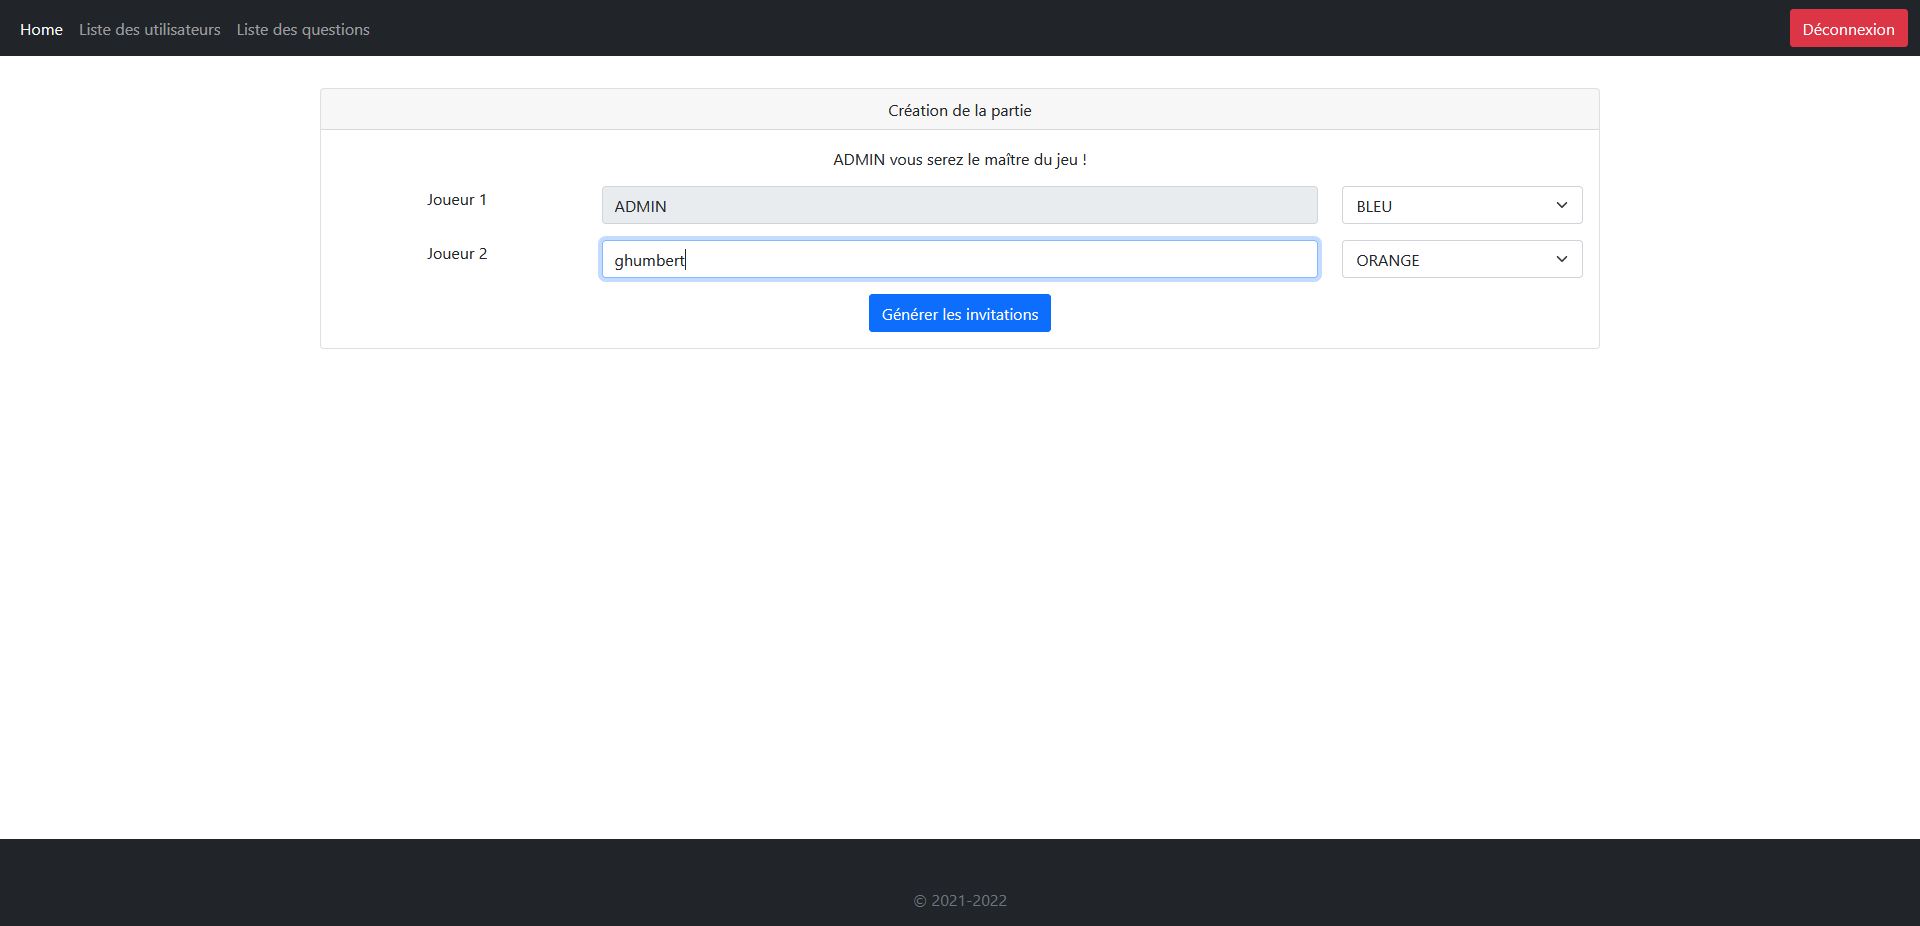 Home Liste des utilisateurs Liste des questions Déconnexion
Création de la partie
ADMIN vous serez le maître du jeu !
Joueur 1 ADMIN BLEU
Joueur 2 ghumbert ORANGE
Générer les invitations
© 2021-2022